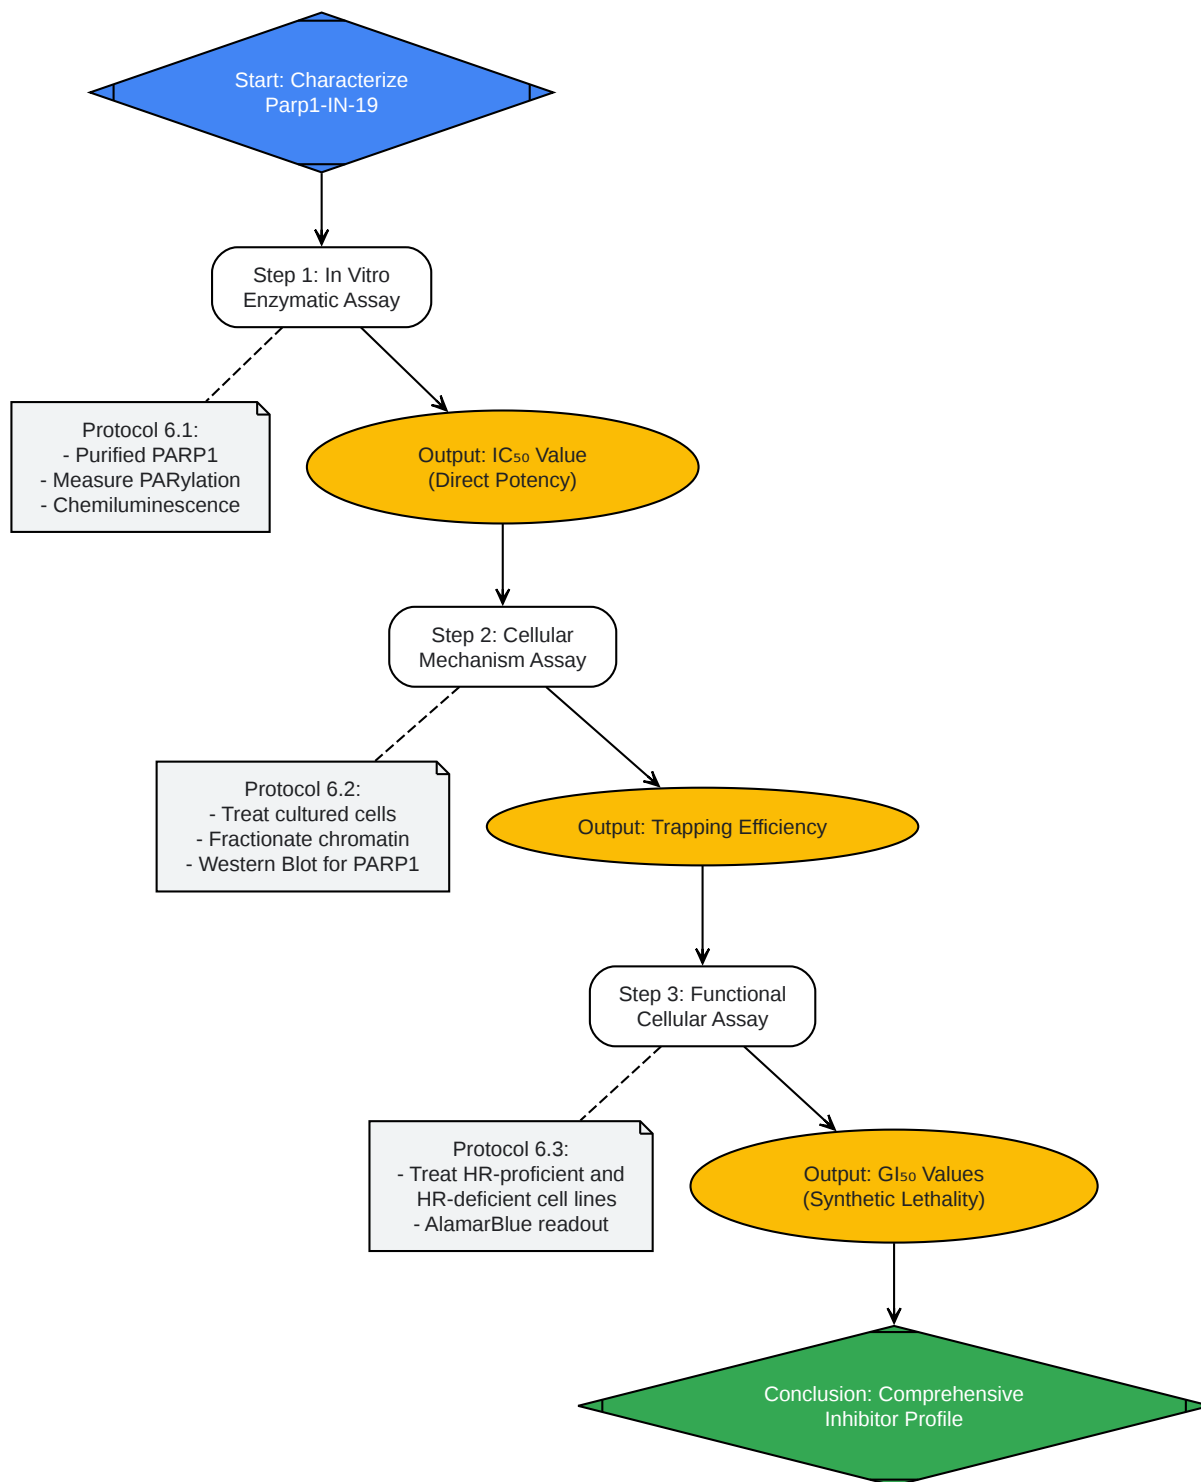 Start: Characterize
Parp1-IN-19
Step 1: In Vitro
Enzymatic Assay
Protocol 6.1:
- Purified PARP1
- Measure PARylation
- Chemiluminescence
Output: IC₅₀ Value
(Direct Potency)
Step 2: Cellular
Mechanism Assay
Protocol 6.2:
- Treat cultured cells
- Fractionate chromatin
- Western Blot for PARP1
Output: Trapping Efficiency
Step 3: Functional
Cellular Assay
Protocol 6.3:
- Treat HR-proficient and
HR-deficient cell lines
- AlamarBlue readout
Output: GI₅₀ Values
(Synthetic Lethality)
Conclusion: Comprehensive
Inhibitor Profile